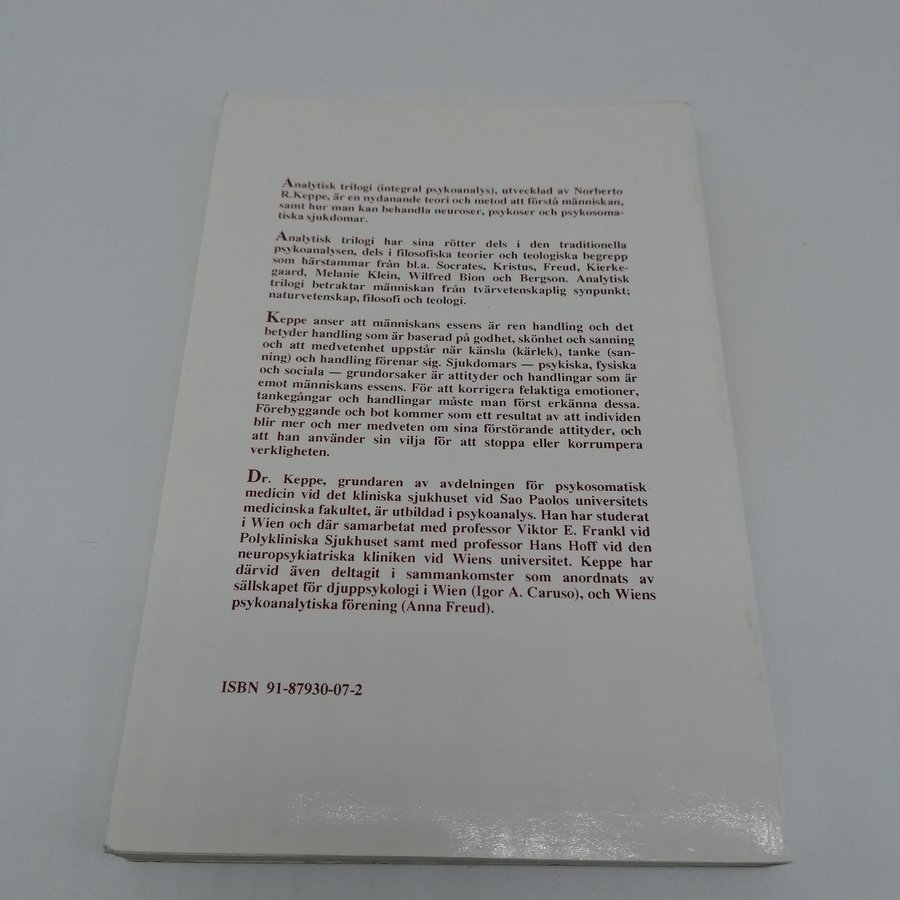 Analytisk trilogi (integral psykoanalys), utvecklad av Norberto
R.Keppe, är en nydanande teori och metod att förstå människan,
samt hur man kan behandla neuroser, psykoser och psykosoma-
tiska sjukdomar.
Analytisk trilogi har sina rötter dels i den traditionella
psykoanalysen, dels i filosofiska teorier och teologiska begrepp
som härstammar från bl.a. Socrates, Kristus, Freud, Kierke-
gaard, Melanie Klein, Wilfred Bion och Bergson. Analytisk
trilogi betraktar människan från tvärvetenskaplig synpunkt;
naturvetenskap, filosofi och teologi.
Keppe anser att människans essens är ren handling och det
betyder handling som är baserad på godhet, skönhet och sanning
och att medvetenhet uppstår när känsla (kärlek), tanke (san-
ning) och handling förenar sig. Sjukdomars — psykiska, fysiska
och sociala — grundorsaker är attityder och handlingar som är
emot människans essens. För att korrigera felaktiga emotioner,
tankegångar och handlingar måste man först erkänna dessa.
Förebyggande och bot kommer som ett resultat av att individen
blir mer och mer medveten om sina förstörande attityder, och
att han använder sin vilja för att stoppa eller korrumpera
verkligheten.
Dr. Keppe, grundaren av avdelningen för psykosomatisk
medicin vid det kliniska sjukhuset vid Sao Paolos universitets
medicinska fakultet, är utbildad i psykoanalys. Han har studerat
i Wien och där samarbetat med professor Viktor E. Frankl vid
Polykliniska Sjukhuset samt med professor Hans Hoff vid den
neuropsykiatriska kliniken vid Wiens universitet. Keppe har
därvid även deltagit i sammankomster som anordnats av
sällskapet för djuppsykologi i Wien (Igor A. Caruso), och Wiens
psykoanalytiska förening (Anna Freud).
ISBN 91-87930-07-2